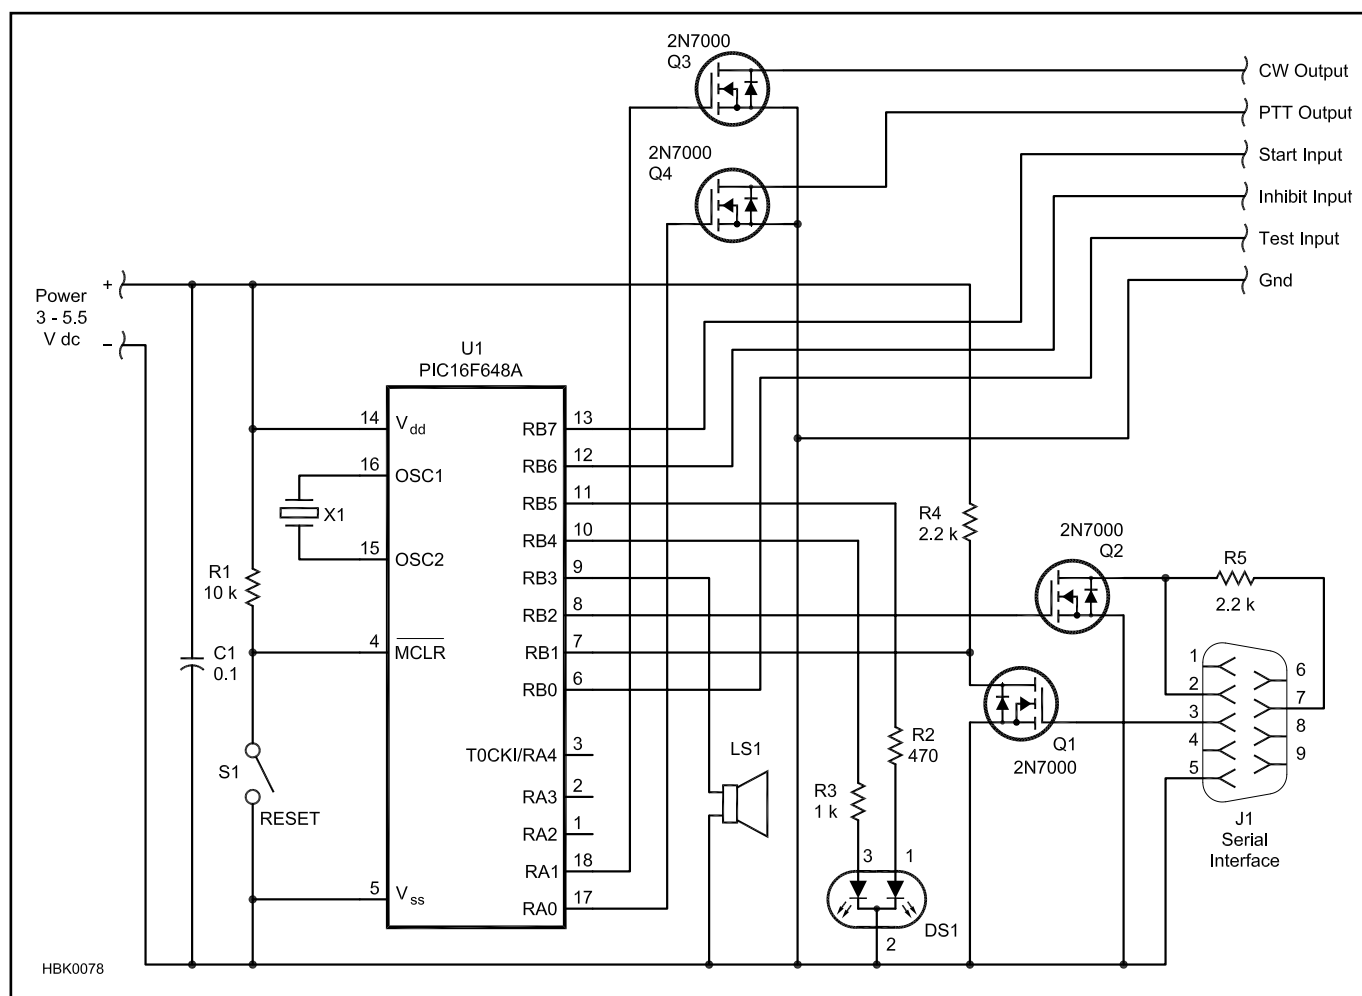 2N7000
Q3
CW Output
PTT Output
2N7000
Q4
Start Input
Inhibit Input
Test Input
Gnd
+
Power
3 - 5.5
V dc
–
U1
PIC16F648A
14
Vdd
16
OSC1
X1
15
OSC2
R1
10 k
4
MCLR
C1
0.1
S1
RESET
5
Vss
RB7
13
RB6
12
RB5
11
RB4
10
RB3
9
RB2
8
RB1
7
RB0
6
T0CKI/RA4
3
RA3
2
RA2
1
RA1
18
RA0
17
R4
2.2 k
2N7000
Q2
R5
2.2 k
Q1
2N7000
LS1
R2
470
R3
1 k
3
1
DS1
2
1
2
3
4
5
6
7
8
9
J1
Serial
Interface
HBK0078